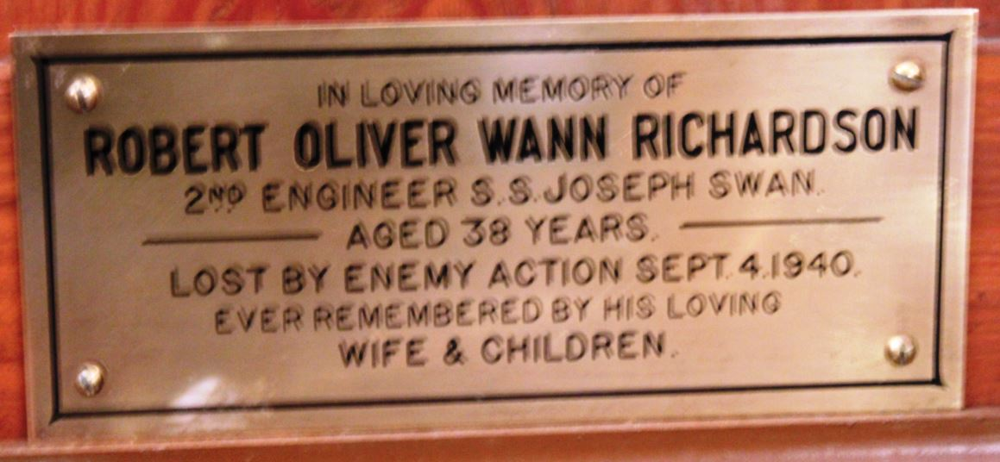 IN LOVING MEMORY OF
ROBERT OLIVER WANN RICHARDSON
2ND ENGINEER S.S. JOSEPH SWAN.
AGED 38 YEARS.
LOST BY ENEMY ACTION SEPT. 4. 1940.
EVER REMEMBERED BY HIS LOVING
WIFE & CHILDREN.